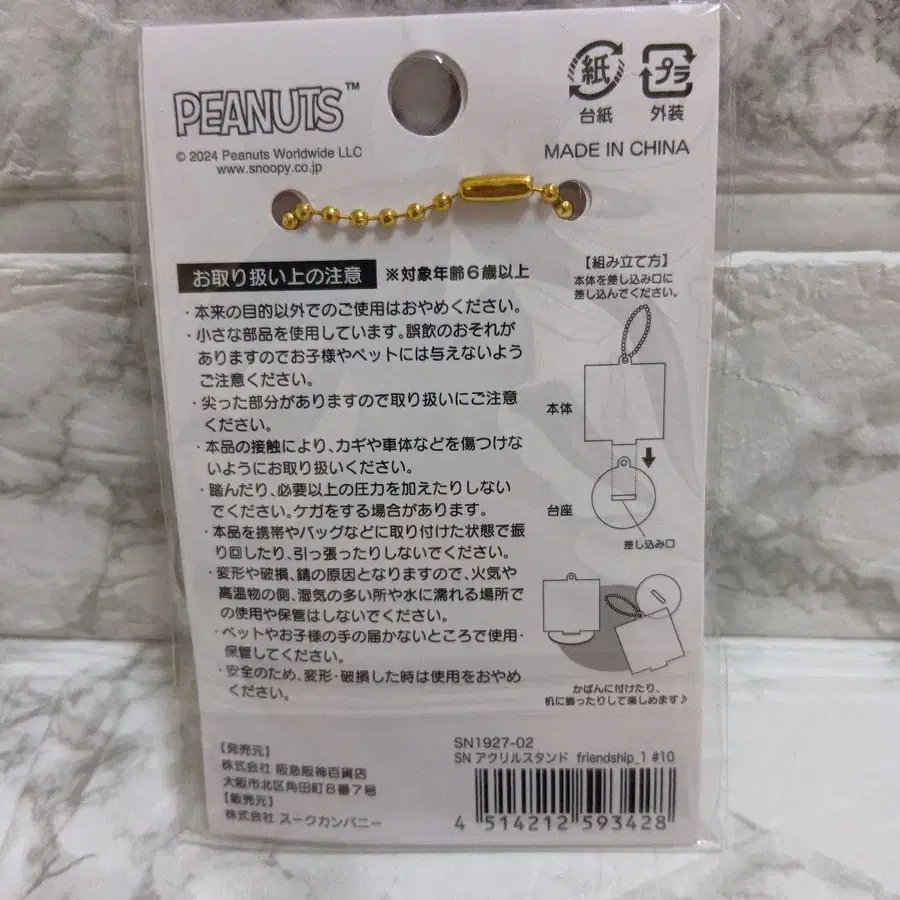 PEANUTS™
© 2024 Peanuts Worldwide LLC
www.snoopy.co.jp
紙
台紙
プラ
外装
MADE IN CHINA
お取り扱い上の注意 ※対象年齢6歳以上
・本来の目的以外でのご使用はおやめください。
・小さな部品を使用しています。誤飲のおそれが
ありますのでお子様やペットには与えないよう
ご注意ください。
・尖った部分がありますので取り扱いにご注意
ください。
・本品の接触により、カギや車体などを傷つけな
いようにお取り扱いください。
・踏んだり、必要以上の圧力を加えたりしない
でください。ケガをする場合があります。
・本品を携帯やバッグなどに取り付けた状態で振
り回したり、引っ張ったりしないでください。
・変形や破損、錆の原因となりますので、火気や
高温物の側、湿気の多い所や水に濡れる場所で
の使用や保管はしないでください。
・ペットやお子様の手の届かないところで使用・
保管してください。
・安全のため、変形・破損した時は使用をおやめ
ください。
【組み立て方】
本体を差し込み口に
差し込んでください。
本体
台座
差し込み口
かばんに付けたり、
机に飾ったりして楽しめます♪
【発売元】
株式会社 阪急阪神百貨店
大阪市北区角田町8番7号
【販売元】
株式会社 スークカンパニー
SN1927-02
SN アクリルスタンド friendship_1 #10
4 514212 593428